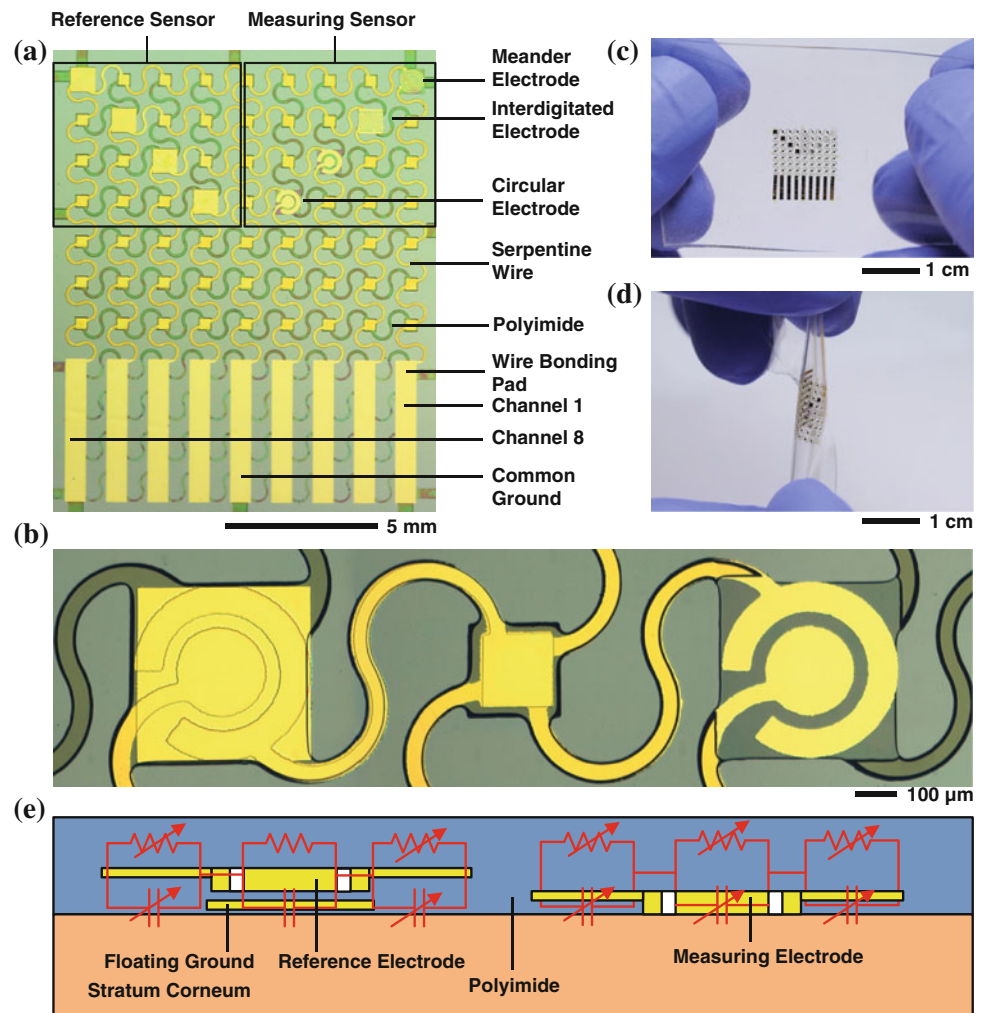 Reference Sensor
Measuring Sensor
(a)
Meander
Electrode
Interdigitated
Electrode
Circular
Electrode
Serpentine
Wire
Polyimide
Wire Bonding
Pad
Channel 1
Channel 8
Common
Ground
5 mm
(c)
1 cm
(d)
1 cm
(b)
100 µm
(e)
Floating Ground
Reference Electrode
Measuring Electrode
Stratum Corneum
Polyimide